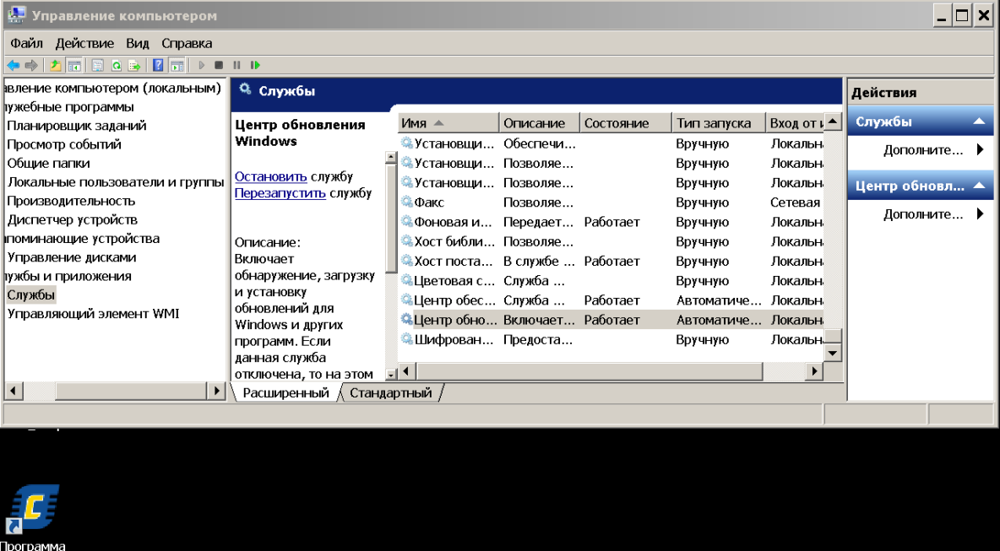 Управление компьютером
Файл Действие Вид Справка
авление компьютером (локальным)
лужебные программы
Планировщик заданий
Просмотр событий
Общие папки
Локальные пользователи и группы
Производительность
Диспетчер устройств
апоминающие устройства
Управление дисками
лужбы и приложения
Службы
Управляющий элемент WMI
Службы
Центр обновления
Windows
Остановить службу
Перезапустить службу
Описание:
Включает
обнаружение, загрузку
и установку
обновлений для
Windows и других
программ. Если
данная служба
отключена, то на этом
Имя Описание Состояние Тип запуска Вход от и
Установщи... Обеспечи... Вручную Локальн
Установщи... Позволяе... Вручную Локальн
Установщи... Позволяе... Вручную Локальн
Факс Позволяе... Вручную Сетевая
Фоновая и... Передает... Работает Вручную Локальн
Хост библи... Позволяе... Вручную Локальн
Хост поста... В службе ... Работает Вручную Локальн
Цветовая с... Служба ... Вручную Локальн
Центр обес... Служба ... Работает Автоматиче... Локальн
Центр обно... Включает... Работает Автоматиче... Локальн
Шифрован... Предоста... Вручную Локальн
Расширенный Стандартный
Действия
Службы
Дополните...
Центр обновл...
Дополните...
Программа